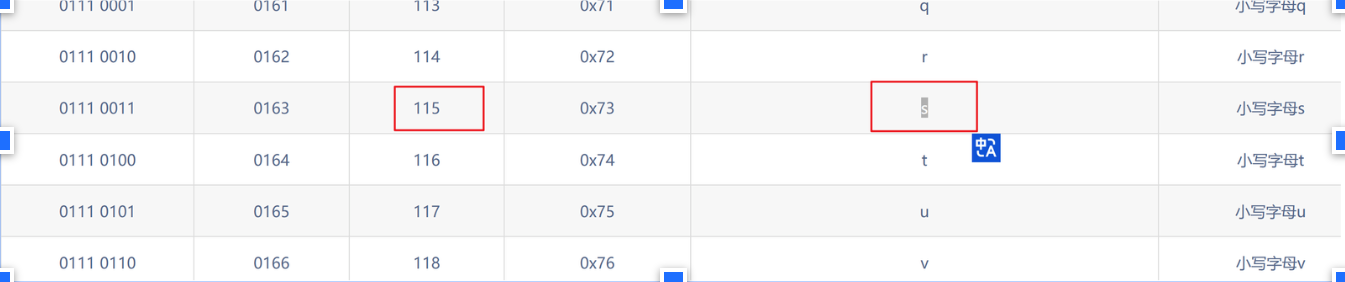 0111 0001 0161 113 0x71 q 小写字母q
0111 0010 0162 114 0x72 r 小写字母r
0111 0011 0163 115 0x73 s 小写字母s
0111 0100 0164 116 0x74 t 小写字母t
中 A
0111 0101 0165 117 0x75 u 小写字母u
0111 0110 0166 118 0x76 v 小写字母v